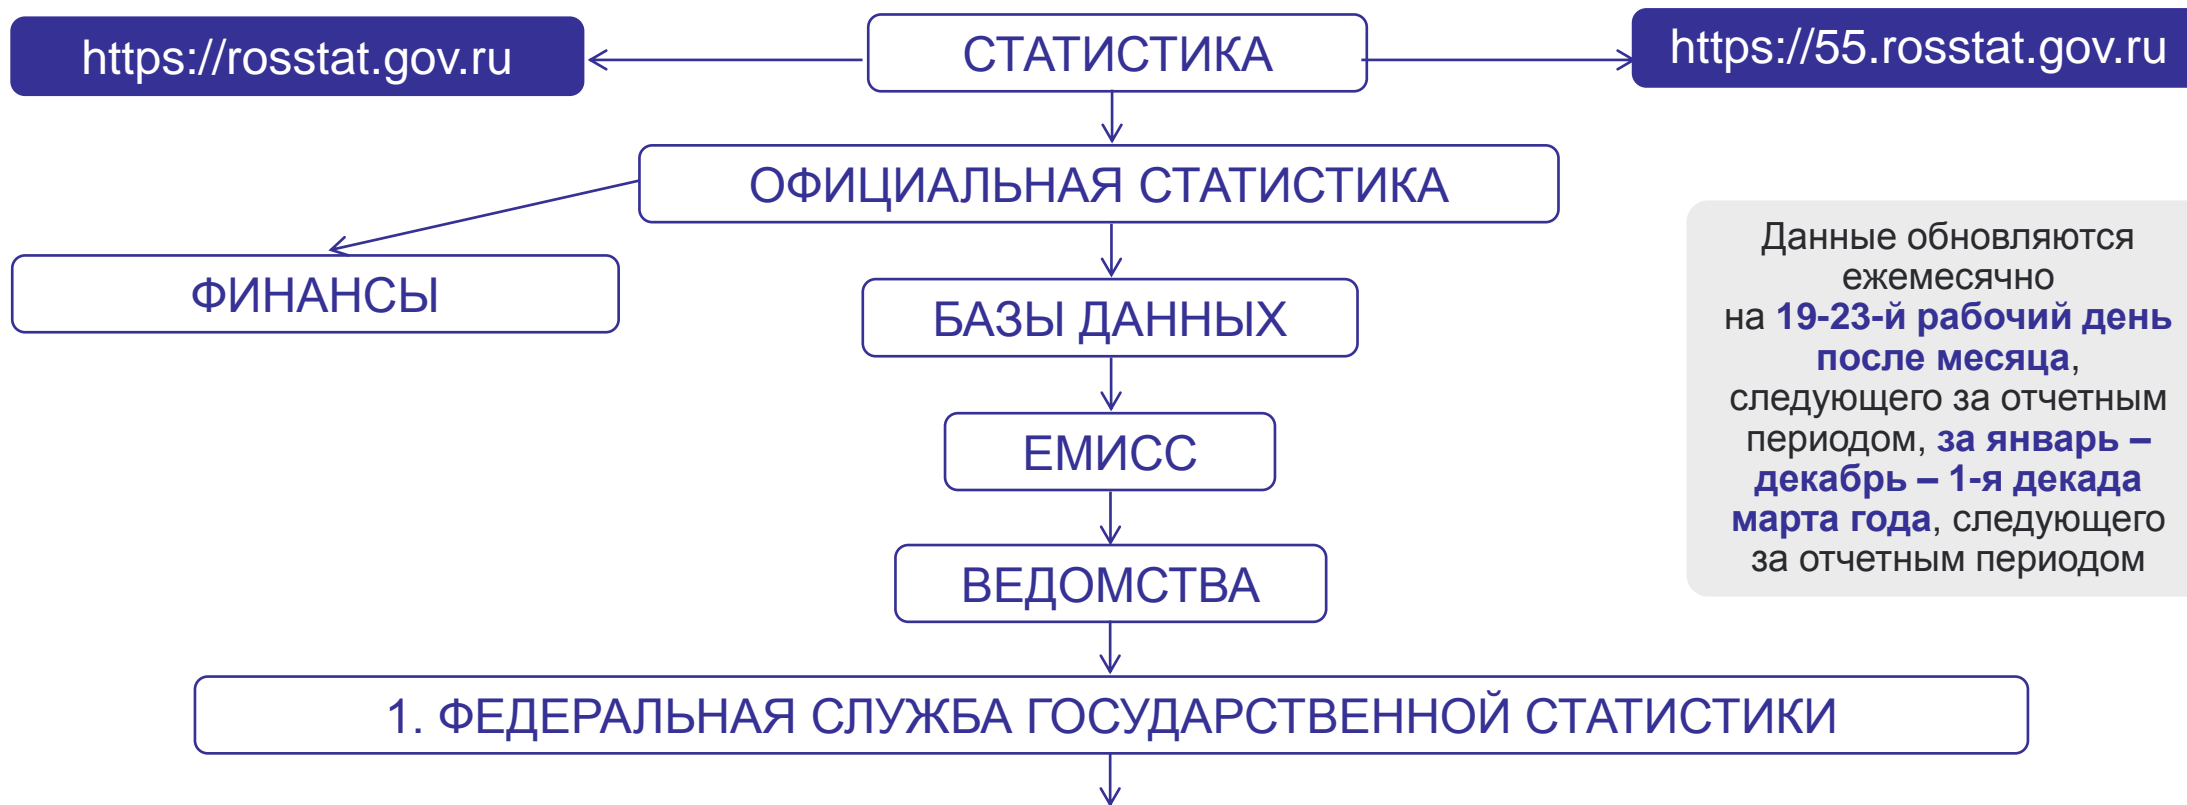 https://rosstat.gov.ru
СТАТИСТИКА
https://55.rosstat.gov.ru
ОФИЦИАЛЬНАЯ СТАТИСТИКА
ФИНАНСЫ
БАЗЫ ДАННЫХ
ЕМИСС
ВЕДОМСТВА
1. ФЕДЕРАЛЬНАЯ СЛУЖБА ГОСУДАРСТВЕННОЙ СТАТИСТИКИ
Данные обновляются
ежемесячно
на 19-23-й рабочий день
после месяца,
следующего за отчетным
периодом, за январь –
декабрь – 1-я декада
марта года, следующего
за отчетным периодом